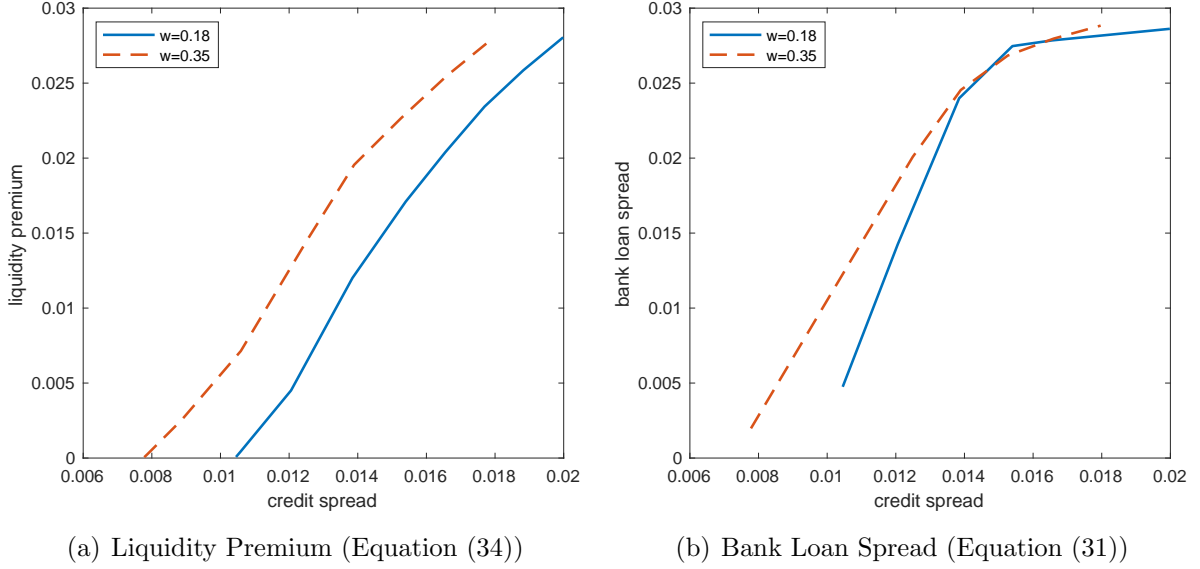 0.03
0.025
0.02
0.015
0.01
0.005
0
liquidity premium
w=0.18
w=0.35
0.006 0.008 0.01 0.012 0.014 0.016 0.018 0.02
credit spread
(a) Liquidity Premium (Equation (34))
0.03
0.025
0.02
0.015
0.01
0.005
0
bank loan spread
w=0.18
w=0.35
0.006 0.008 0.01 0.012 0.014 0.016 0.018 0.02
credit spread
(b) Bank Loan Spread (Equation (31))